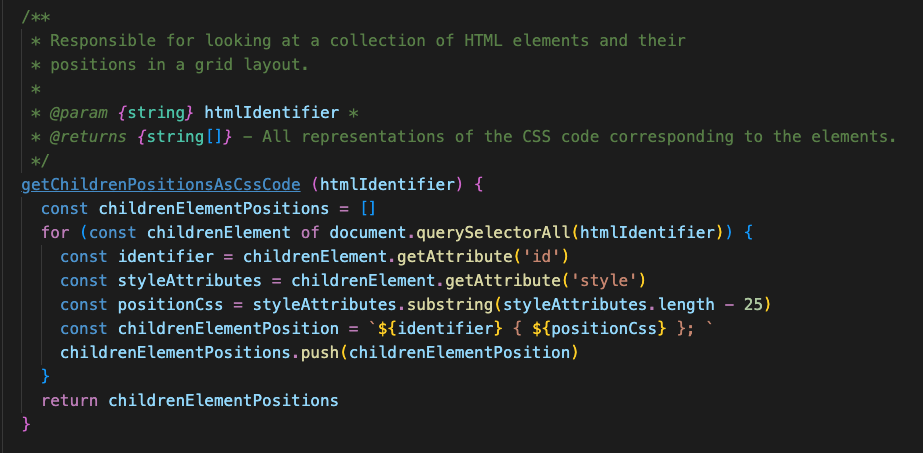 /**
 * Responsible for looking at a collection of HTML elements and their
 * positions in a grid layout.
 *
 * @param {string} htmlIdentifier *
 * @returns {string[]} – All representations of the CSS code corresponding to the elements.
 */
getChildrenPositionsAsCssCode (htmlIdentifier) {
  const childrenElementPositions = []
  for (const childrenElement of document.querySelectorAll(htmlIdentifier)) {
    const identifier = childrenElement.getAttribute('id')
    const styleAttributes = childrenElement.getAttribute('style')
    const positionCss = styleAttributes.substring(styleAttributes.length - 25)
    const childrenElementPosition = `${identifier} { ${positionCss} }; `
    childrenElementPositions.push(childrenElementPosition)
  }
  return childrenElementPositions
}